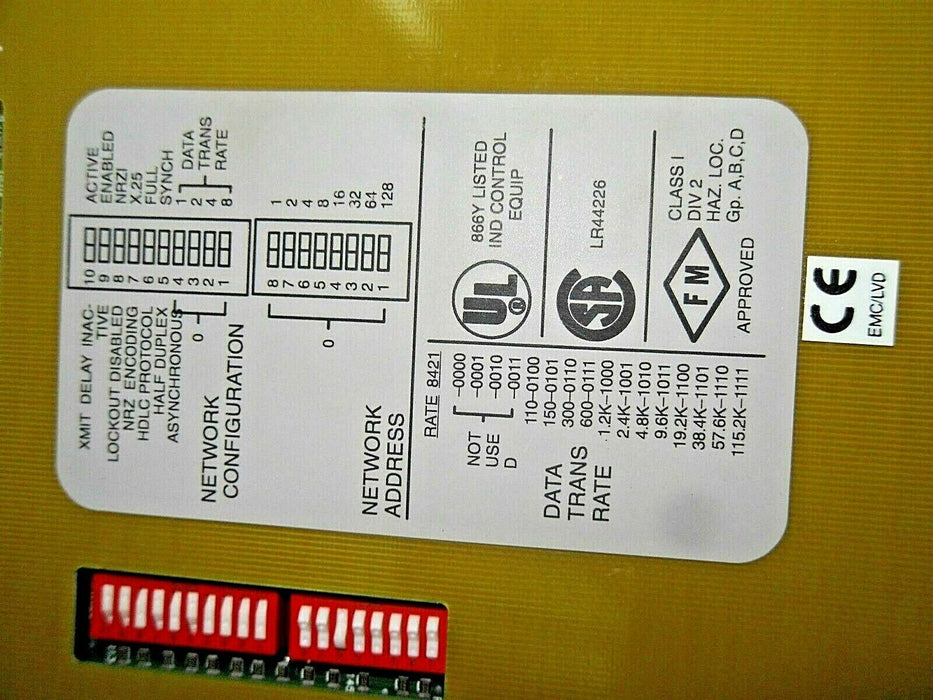 XMIT DELAY INAC-
TIVE 10 ACTIVE
LOCKOUT DISABLED 9 ENABLED
NRZ ENCODING 8 NRZI
HDLC PROTOCOL 7 X.25
HALF DUPLEX 6 FULL
ASYNCHRONOUS 5 SYNCH
4 1
0 3 2 DATA
NETWORK 2 4 TRANS
CONFIGURATION 1 8 RATE
8 1
7 2
6 4
0 5 8
4 16
3 32
NETWORK 2 64
ADDRESS 1 128
RATE 8421
–0000
NOT –0001
USE –0010
D –0011
110–0100
DATA 150–0101
TRANS 300–0110
RATE 600–0111
1.2K–1000
2.4K–1001
4.8K–1010
9.6K–1011
19.2K–1100
38.4K–1101
57.6K–1110
115.2K–1111
UL ®
866Y LISTED
IND CONTROL
EQUIP
SA
LR44226
FM
APPROVED
CLASS I
DIV 2
HAZ. LOC.
Gp. A,B,C,D
CE
EMC/LVD